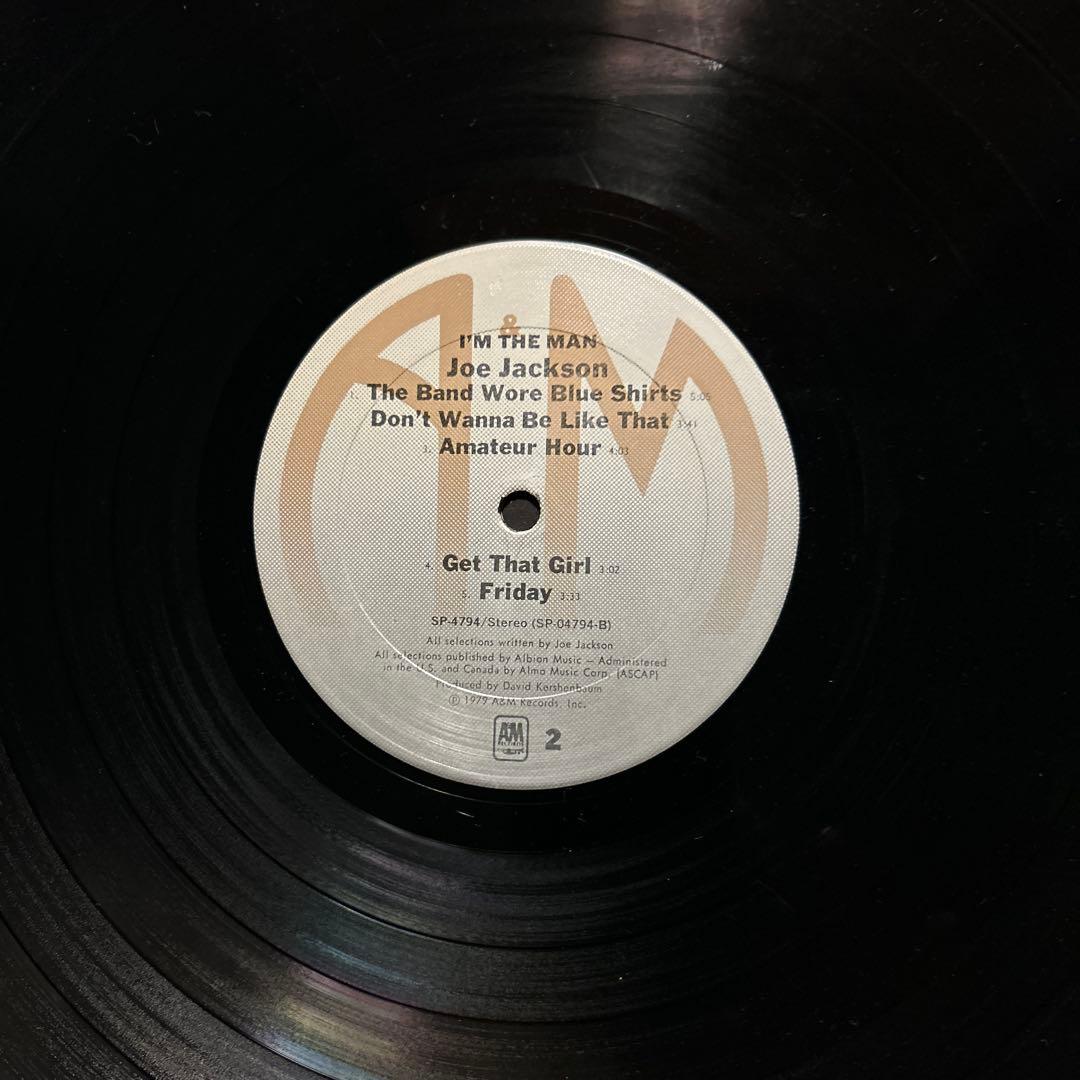 A&M
I'M THE MAN
Joe Jackson
1. The Band Wore Blue Shirts 5:05
Don't Wanna Be Like That 3:41
3. Amateur Hour 4:03
4. Get That Girl 3:02
5. Friday 3:33
SP-4794/Stereo (SP-04794-B)
All selections written by Joe Jackson
All selections published by Albion Music — Administered
in the U.S. and Canada by Almo Music Corp. (ASCAP)
Produced by David Kershenbaum
℗ 1979 A&M Records, Inc.
A&M RECORDS 2